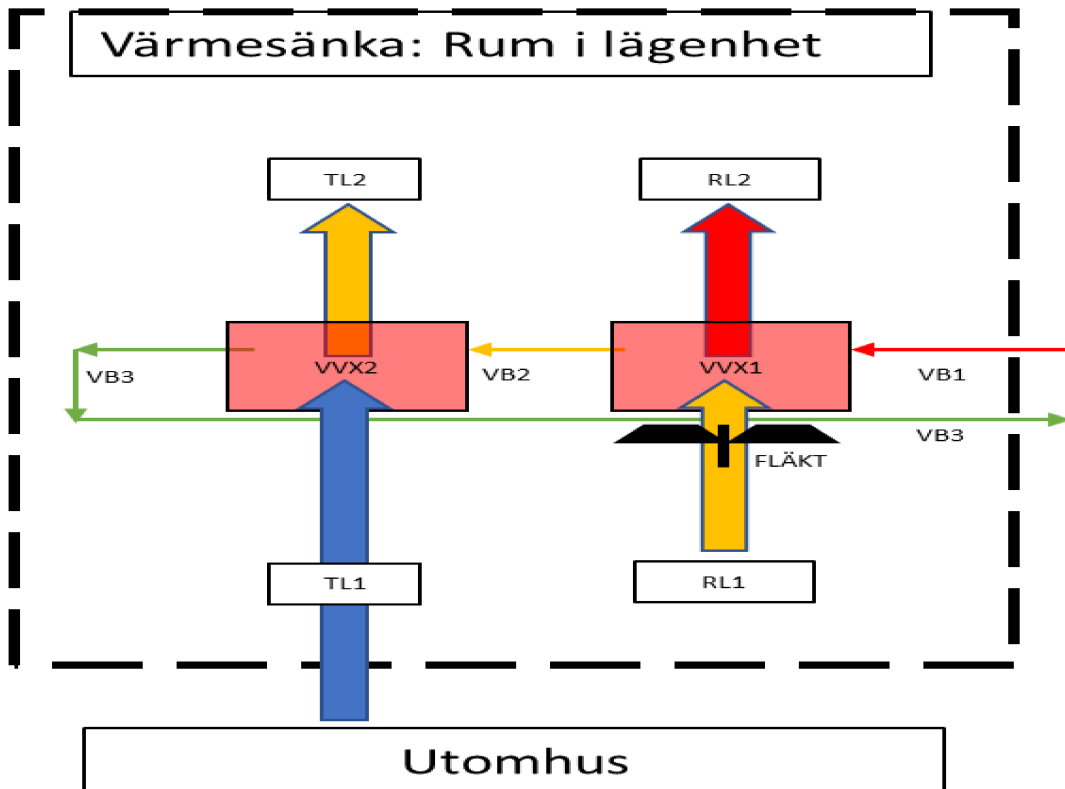 Värmesänka: Rum i lägenhet
TL2
RL2
VB3
VVX2
VB2
VVX1
VB1
VB3
FLÄKT
TL1
RL1
Utomhus